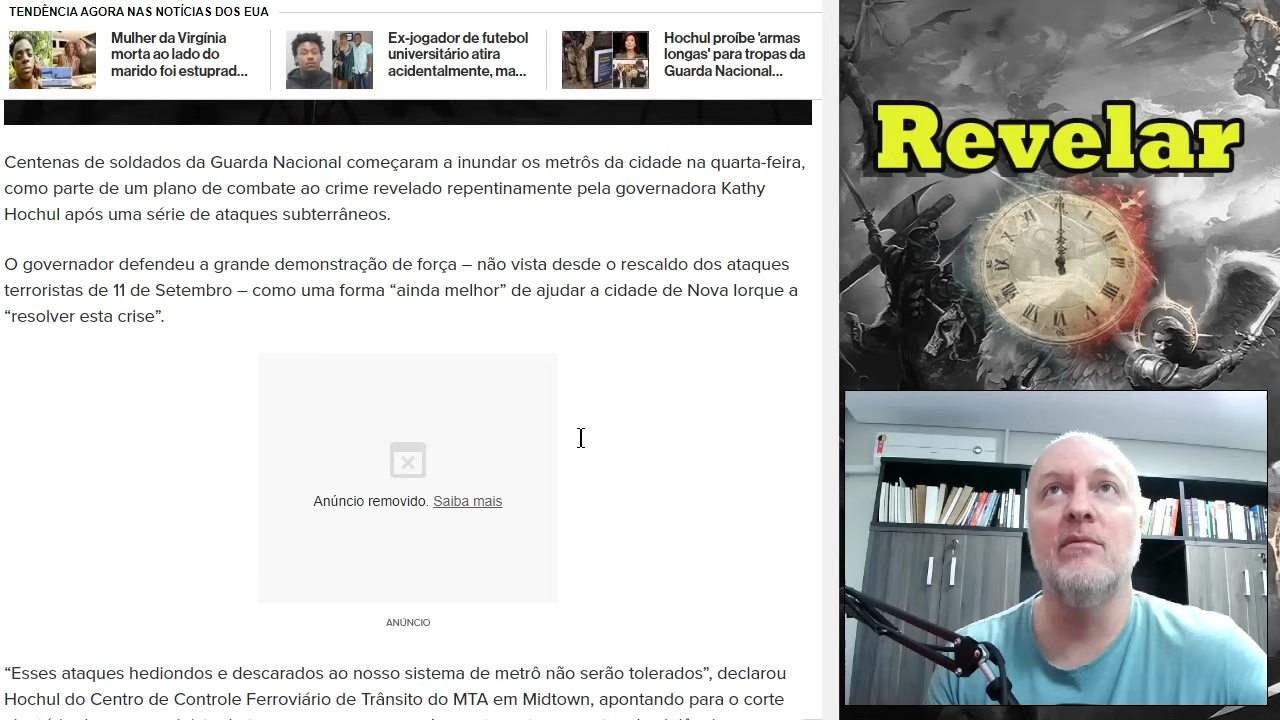 TENDÊNCIA AGORA NAS NOTÍCIAS DOS EUA
Mulher da Virgínia
morta ao lado do
marido foi estuprad...
Ex-jogador de futebol
universitário atira
acidentalmente, ma...
Hochul proíbe 'armas
longas' para tropas da
Guarda Nacional...
Centenas de soldados da Guarda Nacional começaram a inundar os metrôs da cidade na quarta-feira,
como parte de um plano de combate ao crime revelado repentinamente pela governadora Kathy
Hochul após uma série de ataques subterrâneos.
O governador defendeu a grande demonstração de força – não vista desde o rescaldo dos ataques
terroristas de 11 de Setembro – como uma forma “ainda melhor” de ajudar a cidade de Nova Iorque a
“resolver esta crise”.
Anúncio removido. Saiba mais
ANÚNCIO
“Esses ataques hediondos e descarados ao nosso sistema de metrô não serão tolerados”, declarou
Hochul do Centro de Controle Ferroviário de Trânsito do MTA em Midtown, apontando para o corte
Revelar